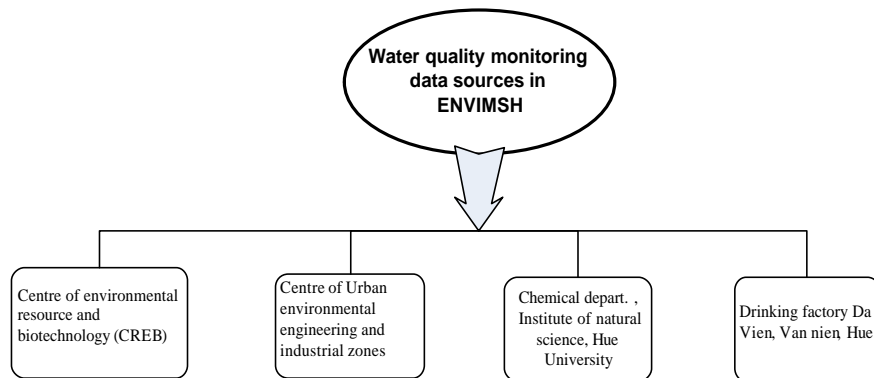 Water quality monitoring
data sources in
ENVIMSH
Centre of environmental
resource and
biotechnology (CREB)
Centre of Urban
environmental
engineering and
industrial zones
Chemical depart. ,
Institute of natural
science, Hue
University
Drinking factory Da
Vien, Van nien, Hue